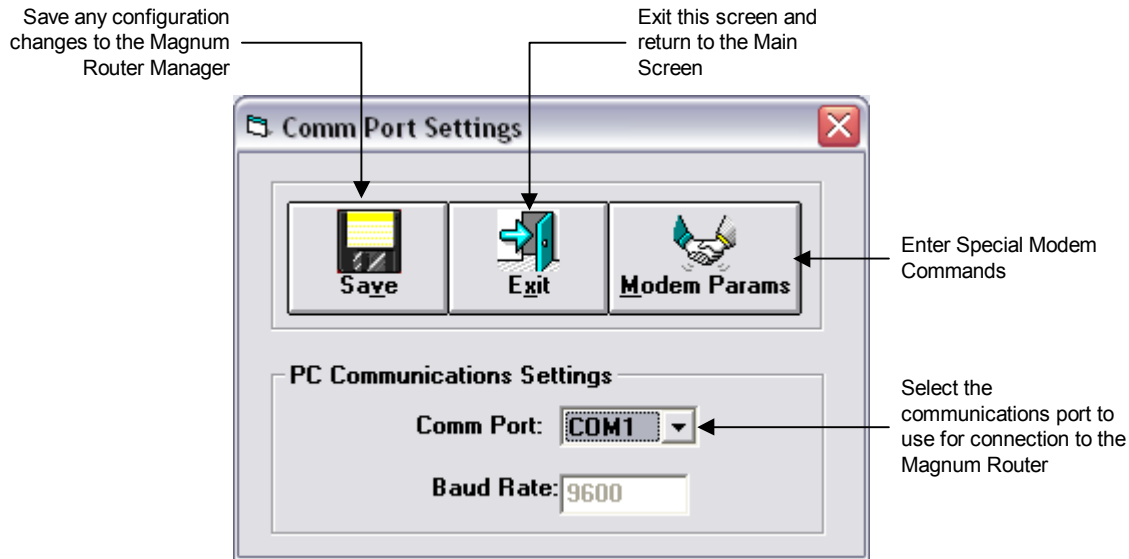 Save any configuration
changes to the Magnum
Router Manager
Exit this screen and
return to the Main
Screen
Comm Port Settings
Save
Exit
Modem Params
Enter Special Modem
Commands
PC Communications Settings
Comm Port: COM1
Select the
communications port to
use for connection to the
Magnum Router
Baud Rate: 9600